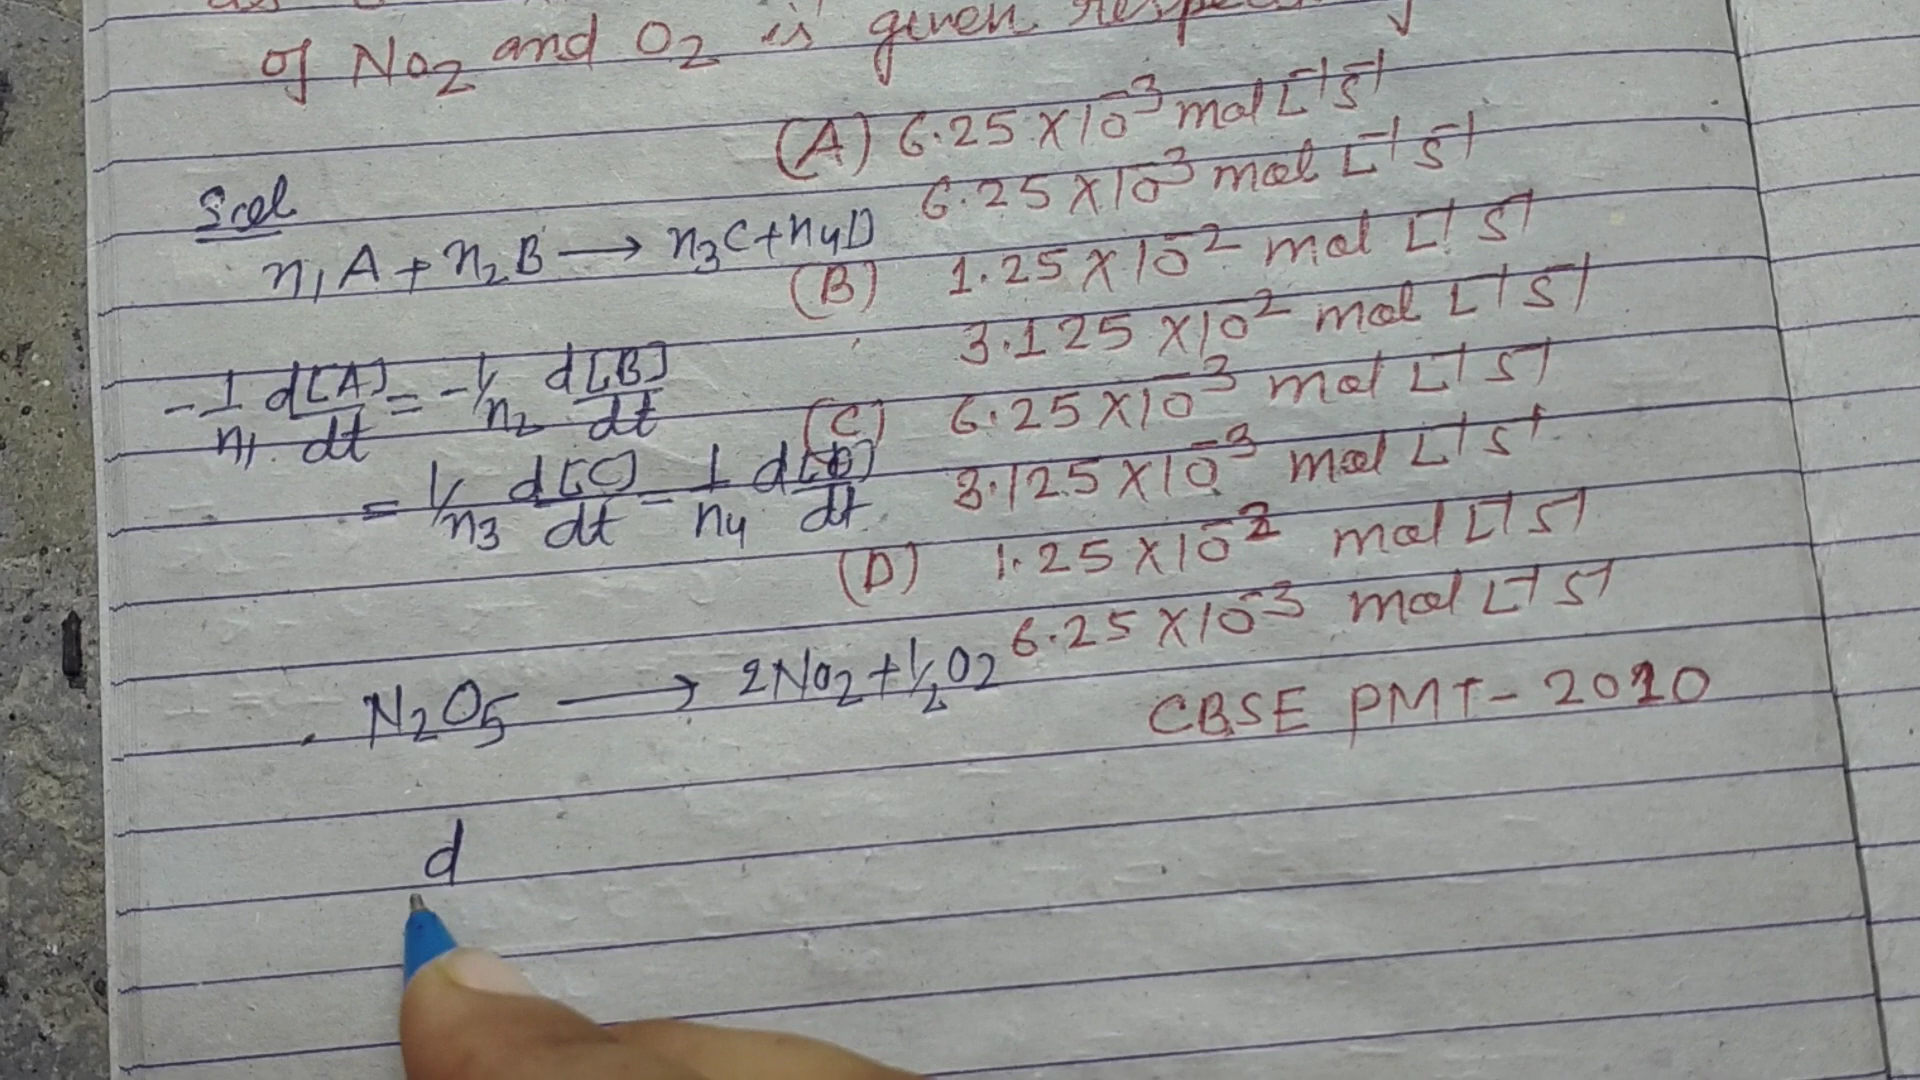 of No2 and O2 is given
(A) 6.25 X 10⁻³ mol L⁻¹ S⁻¹
6.25 X 10⁻³ mol L⁻¹ S⁻¹
Sol
n₁A + n₂B ⟶ n₃C + n₄D
(B) 1.25 X 10⁻² mol L⁻¹ S⁻¹
3.125 X 10⁻² mol L⁻¹ S⁻¹
-1/n₁ d[A]/dt = -1/n₂ d[B]/dt
(C) 6.25 X 10⁻³ mol L⁻¹ S⁻¹
3.125 X 10⁻³ mol L⁻¹ S⁻¹
= 1/n₃ d[C]/dt = 1/n₄ d[D]/dt
(D) 1.25 X 10⁻² mol L⁻¹ S⁻¹
6.25 X 10⁻³ mol L⁻¹ S⁻¹
N₂O₅ ⟶ 2No₂ + 1/2 O₂
CBSE PMT - 2010
d